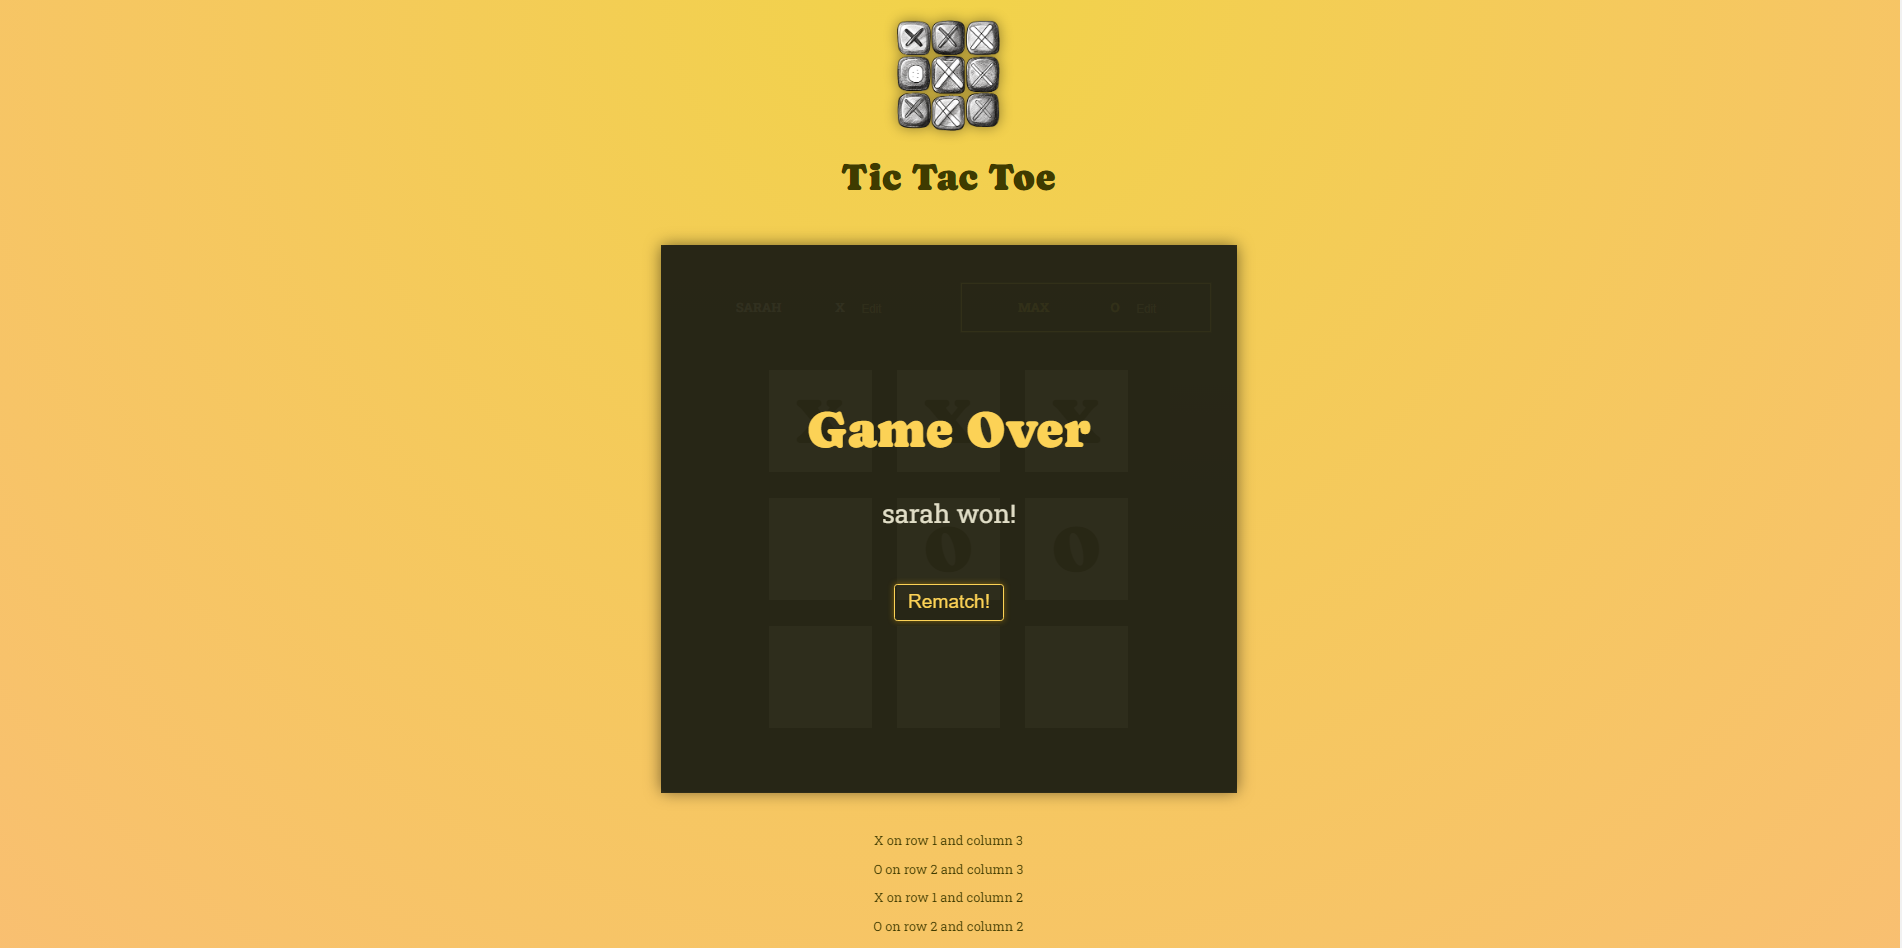 Tic Tac Toe
SARAH X Edit
MAX O Edit
X X X
Game Over
sarah won!
O O
Rematch!
X on row 1 and column 3
O on row 2 and column 3
X on row 1 and column 2
O on row 2 and column 2